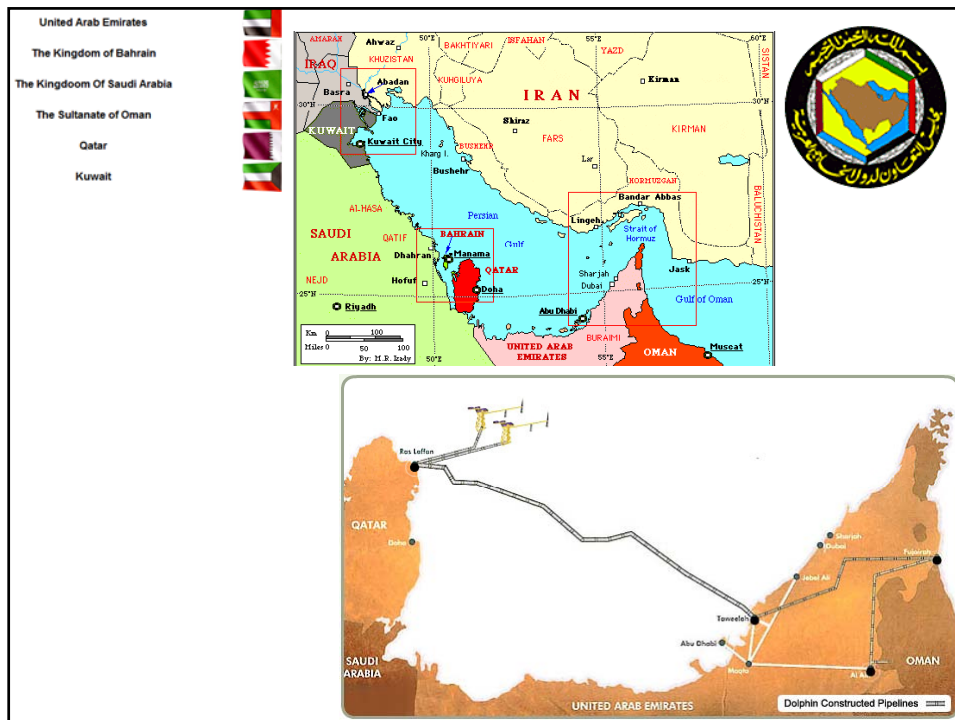 United Arab Emirates
The Kingdom of Bahrain
The Kingdoom Of Saudi Arabia
The Sultanate of Oman
Qatar
Kuwait
AMARAX
Ahwaz
50°E
BAKHTIYARI
ISFAHAN
YAZD
60°E
SISTAN
KHUZISTAN
IRAQ
Abadan
KUHGILUYA
Kirman
Basra
IRAN
30°N
30°N
Fao
KUWAIT
Shiraz
FARS
KIRMAN
Kuwait City
Kharg I.
BUSHEHR
Bushehr
Lar
HORMUZGAN
Bandar Abbas
BALUCHISTAN
AL-HASA
Persian
Gulf
Lingeh
Strait of
Hormuz
SAUDI
ARABIA
QATIF
BAHRAIN
Dhahran
Manama
QATAR
Jask
NEJD
Hofuf
Doha
Sharjah
Dubai
25°N
25°N
Riyadh
Abu Dhabi
Gulf of Oman
Km 0 100
Miles 0 50 100
By: M.R. Izady
50°E
UNITED ARAB
EMIRATES
55°E
BURAIMI
OMAN
Muscat
Ras Laffan
QATAR
Doha
Sharjah
Dubai
Fujairah
Jebel Ali
Taweelah
Abu Dhabi
Maqta
SAUDI
ARABIA
OMAN
UNITED ARAB EMIRATES
Dolphin Constructed Pipelines